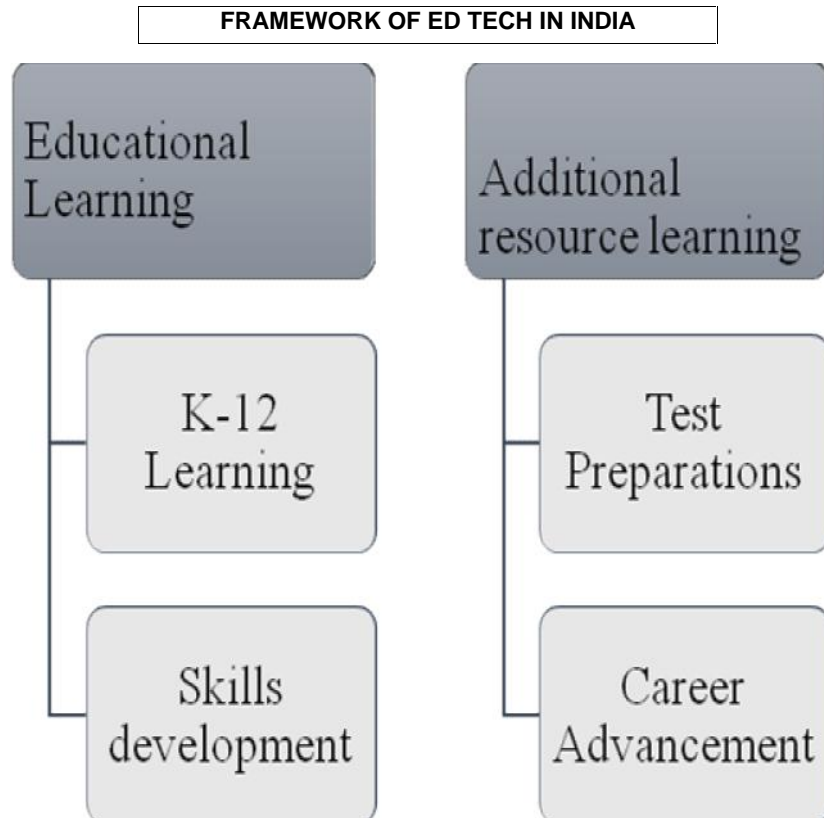 FRAMEWORK OF ED TECH IN INDIA
Educational
Learning
K-12
Learning
Skills
development
Additional
resource learning
Test
Preparations
Career
Advancement